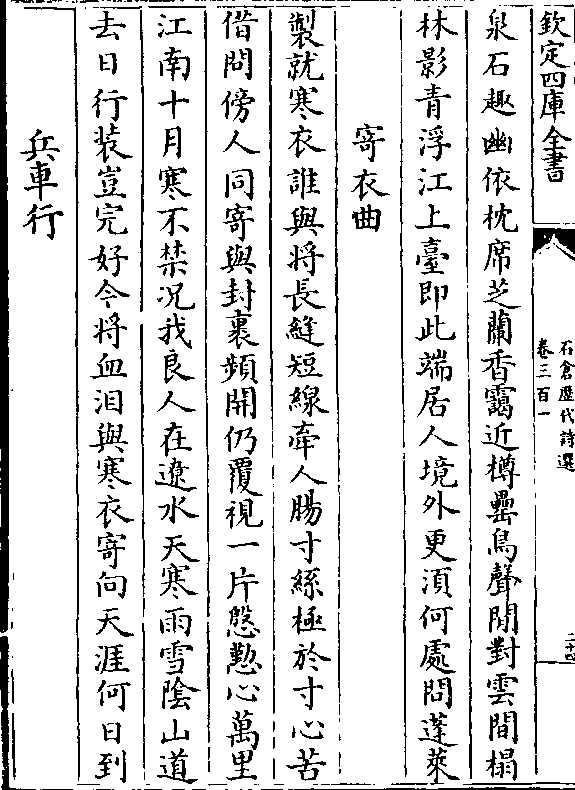 欽定四庫全書
石倉歷代詩選
卷三百一
二十四
泉石趣幽依枕席芝蘭香靄近樽罍鳥聲閒對雲間榻
林影青浮江上臺即此端居人境外更湏何處問蓬萊
寄衣曲
製就寒衣誰與將長縫短線牽人腸寸絲極於寸心苦
借問傍人同寄與封裹頻開仍覆視一片慇懃心萬里
江南十月寒不禁况我良人在遼水天寒雨雪陰山道
去日行装豈完好今将血泪與寒衣寄向天涯何日到
兵車行